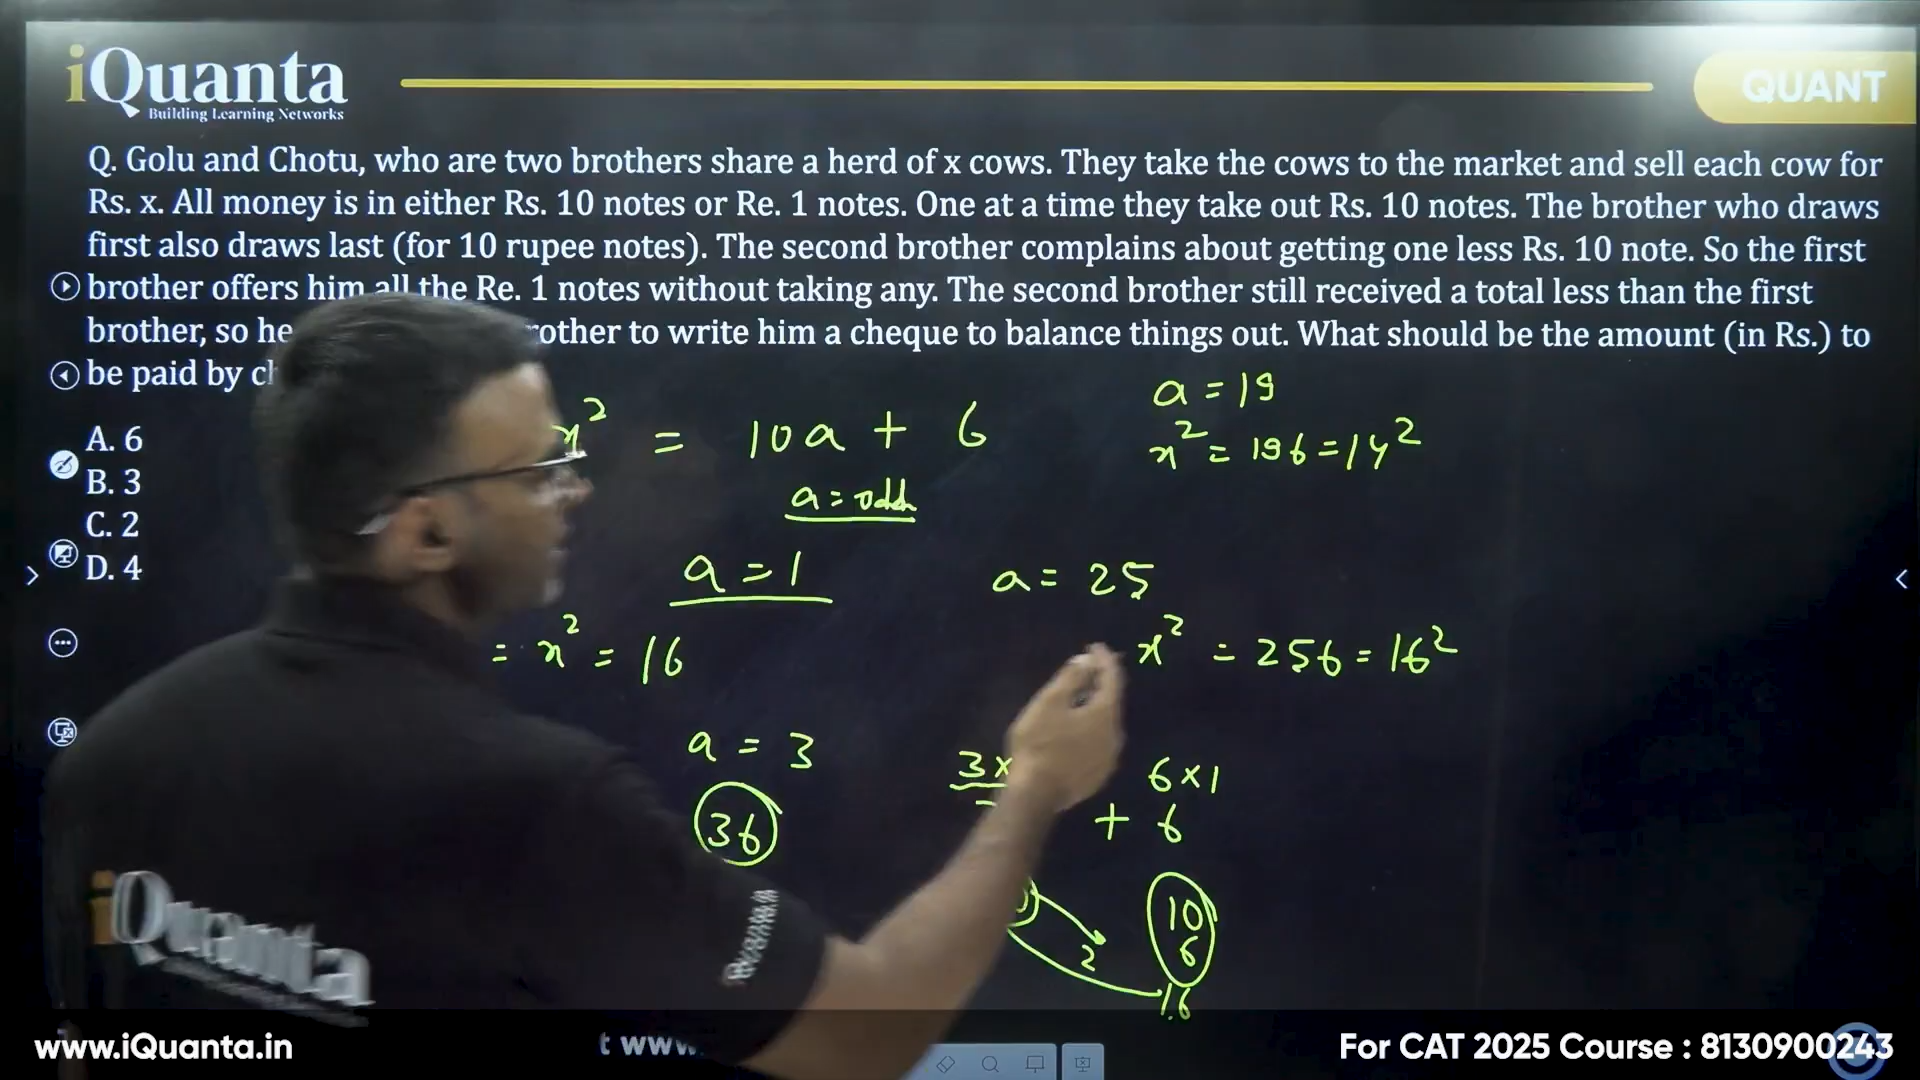 iQuanta
Building Learning Networks
QUANT
Q. Golu and Chotu, who are two brothers share a herd of x cows. They take the cows to the market and sell each cow for
Rs. x. All money is in either Rs. 10 notes or Re. 1 notes. One at a time they take out Rs. 10 notes. The brother who draws
first also draws last (for 10 rupee notes). The second brother complains about getting one less Rs. 10 note. So the first
brother offers him all the Re. 1 notes without taking any. The second brother still received a total less than the first
brother, so he rother to write him a cheque to balance things out. What should be the amount (in Rs.) to
be paid by
A. 6
B. 3
C. 2
D. 4
x² = 10a + 6
a = odd
a = 19
x² = 196 = 14²
a = 1
= x² = 16
a = 25
x² = 256 = 16²
a = 3
36
3 x
6 x 1
+ 6
10
6
2
16
iQuanta
iQuanta.in
www.iQuanta.in
t www.
For CAT 2025 Course : 8130900243